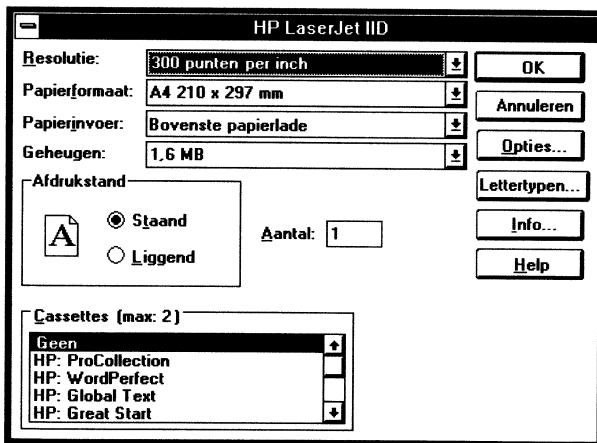 HP LaserJet IID
Resolutie: 300 punten per inch
Papierformaat: A4 210 x 297 mm
Papierinvoer: Bovenste papierlade
Geheugen: 1,6 MB
OK
Annuleren
Opties...
Lettertypen...
Info...
Help
Afdrukstand
A
Staand
Liggend
Aantal: 1
Cassettes (max: 2)
Geen
HP: ProCollection
HP: WordPerfect
HP: Global Text
HP: Great Start